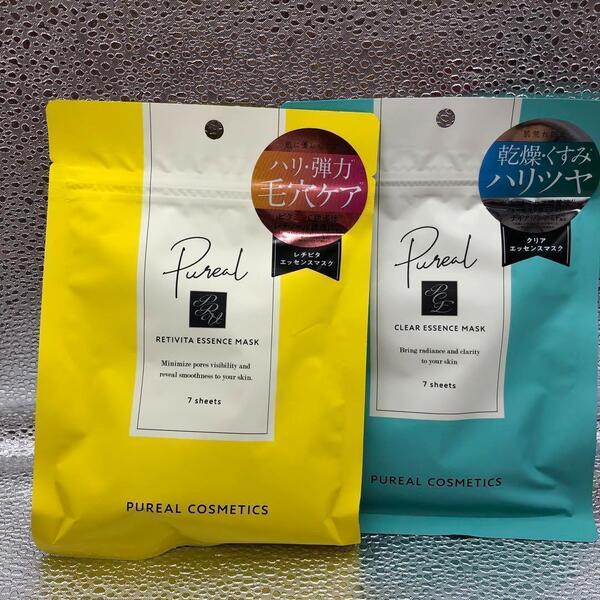 ハリ・弾力
毛穴ケア
レチビタ
エッセンスマスク
Pureal
RETIVITA ESSENCE MASK
Minimize pores visibility and
reveal smoothness to your skin.
7 sheets
PUREAL COSMETICS
乾燥・くすみ
ハリツヤ
クリア
エッセンスマスク
Pureal
CLEAR ESSENCE MASK
Bring radiance and clarity
to your skin
7 sheets
PUREAL COSMETICS